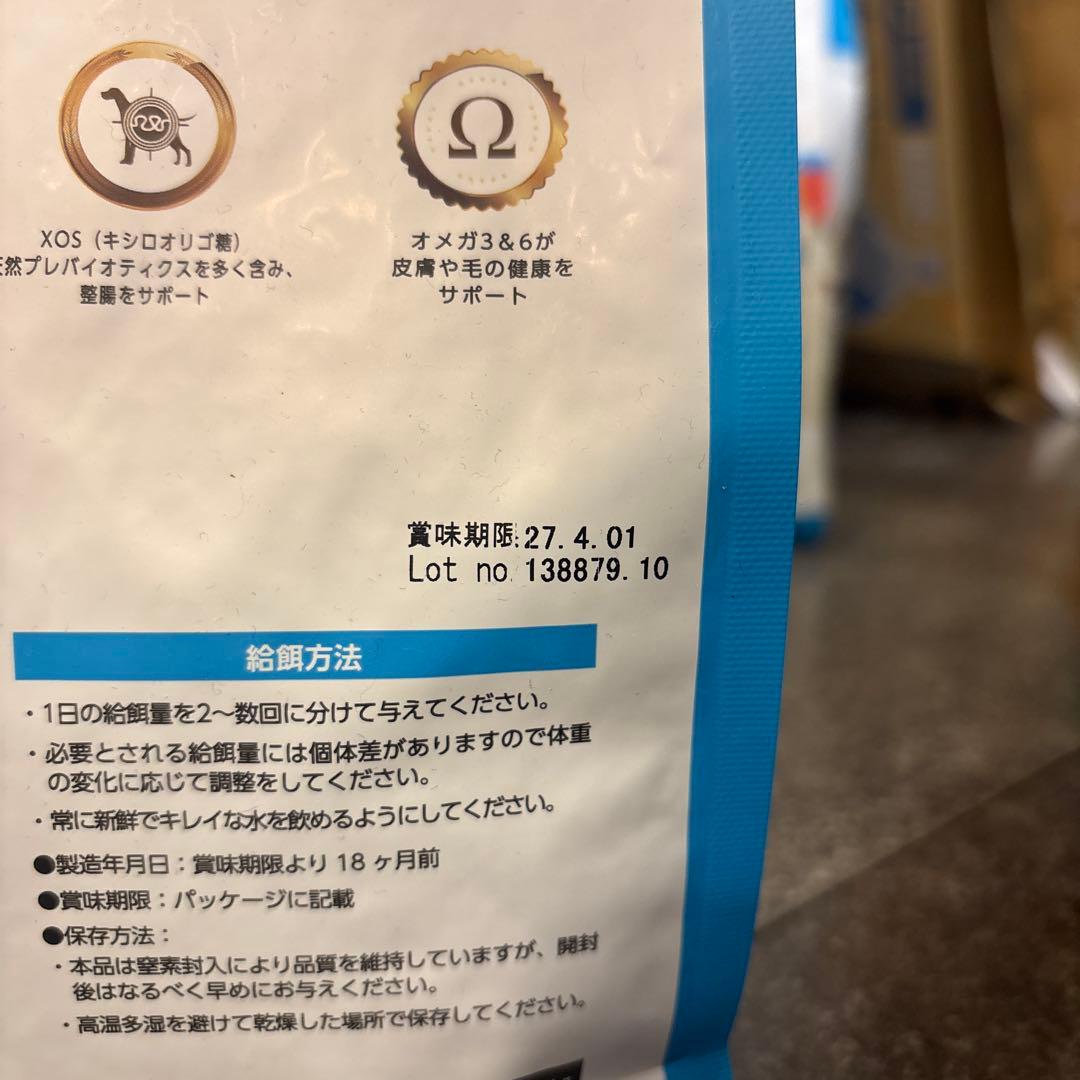 Ω
XOS（キシロオリゴ糖）
然プレバイオティクスを多く含み、
整腸をサポート
オメガ3＆6が
皮膚や毛の健康を
サポート
賞味期限:27.4.01
Lot no.138879.10
給餌方法
・1日の給餌量を2〜数回に分けて与えてください。
・必要とされる給餌量には個体差がありますので体重
の変化に応じて調整をしてください。
・常に新鮮でキレイな水を飲めるようにしてください。
●製造年月日：賞味期限より18ヶ月前
●賞味期限：パッケージに記載
●保存方法：
・本品は窒素封入により品質を維持していますが、開封
後はなるべく早めにお与えください。
・高温多湿を避けて乾燥した場所で保存してください。